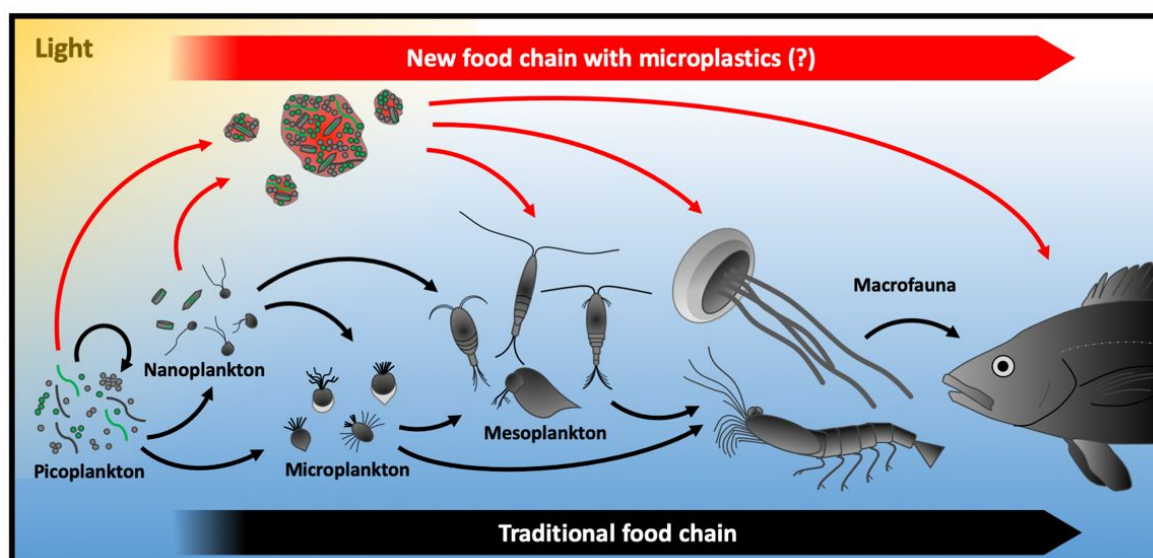 Light
New food chain with microplastics (?)
Macrofauna
Nanoplankton
Picoplankton
Microplankton
Mesoplankton
Traditional food chain